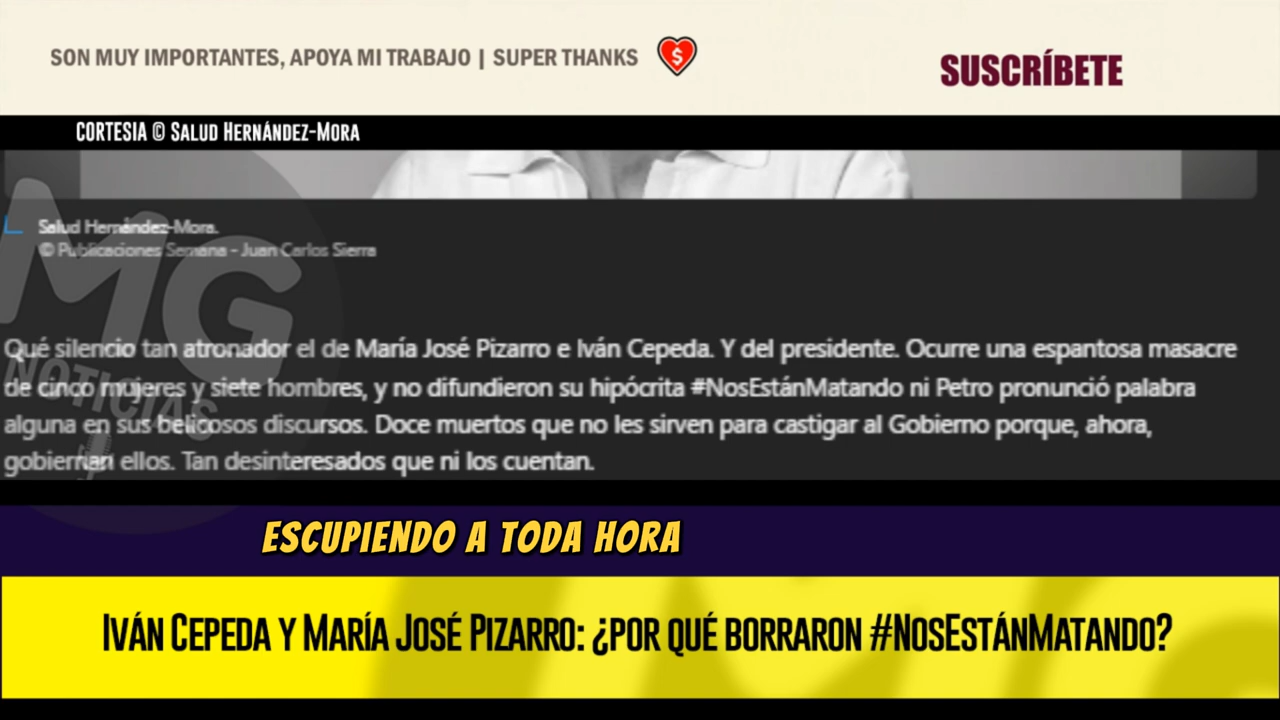 SON MUY IMPORTANTES, APOYA MI TRABAJO | SUPER THANKS $
SUSCRÍBETE
CORTESIA © SALUD HERNÁNDEZ-MORA
Salud Hernández-Mora.
© Publicaciones Semana - Juan Carlos Sierra
MG
NOTICIAS
Qué silencio tan atronador el de María José Pizarro e Iván Cepeda. Y del presidente. Ocurre una espantosa masacre
de cinco mujeres y siete hombres, y no difundieron su hipócrita #NosEstánMatando ni Petro pronunció palabra
alguna en sus belicosos discursos. Doce muertos que no les sirven para castigar al Gobierno porque, ahora,
gobiernan ellos. Tan desinteresados que ni los cuentan.
ESCUPIENDO A TODA HORA
IVÁN CEPEDA Y MARÍA JOSÉ PIZARRO: ¿POR QUÉ BORRARON #NOSESTÁNMATANDO?